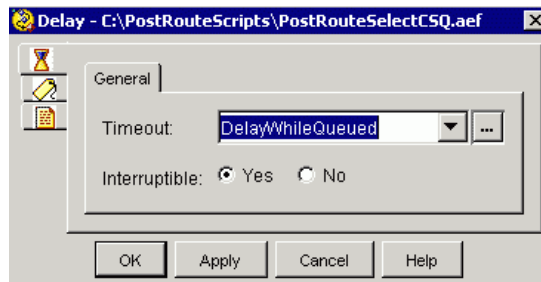 Delay - C:\PostRouteScripts\PostRouteSelectCSQ.aef
General
Timeout: DelayWhileQueued ...
Interruptible: Yes No
OK Apply Cancel Help